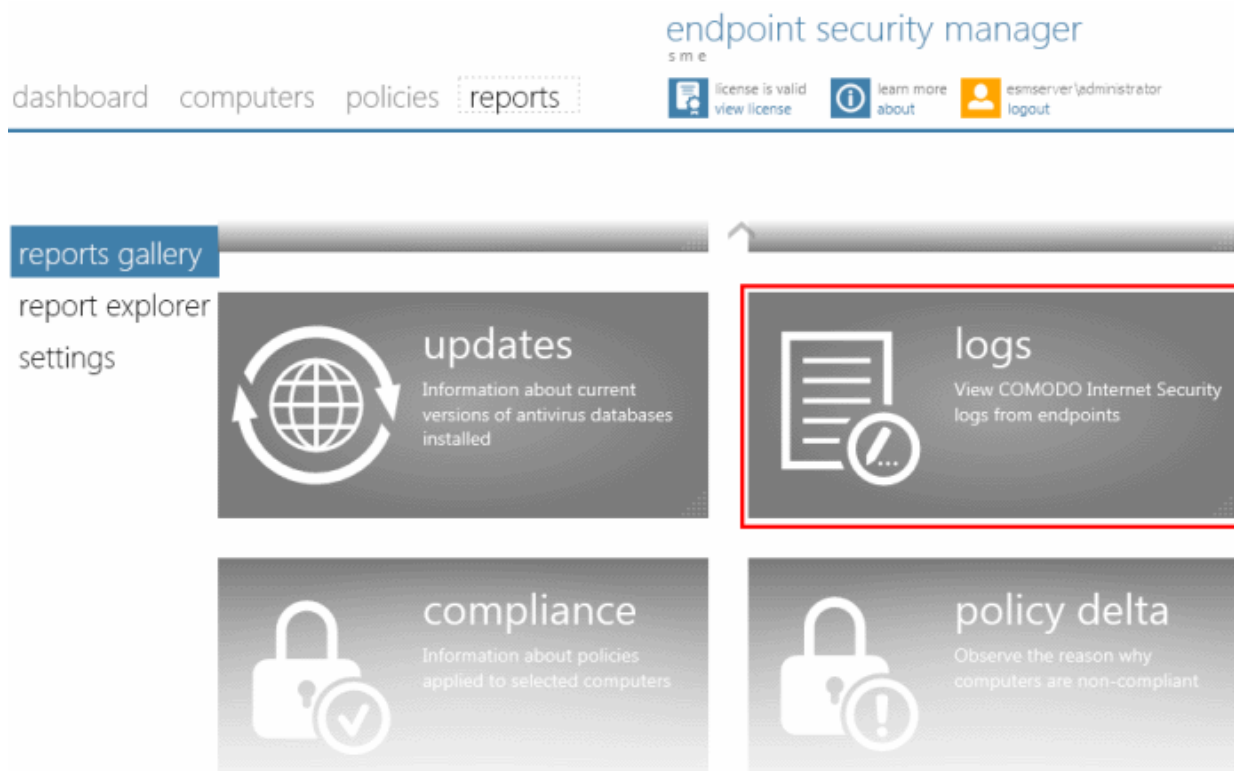 endpoint security manager
s m e
dashboard computers policies reports
license is valid
view license
learn more
about
esmserver\administrator
logout
reports gallery
report explorer
settings
updates
Information about current
versions of antivirus databases
installed
logs
View COMODO Internet Security
logs from endpoints
compliance
Information about policies
applied to selected computers
policy delta
Observe the reason why
computers are non-compliant